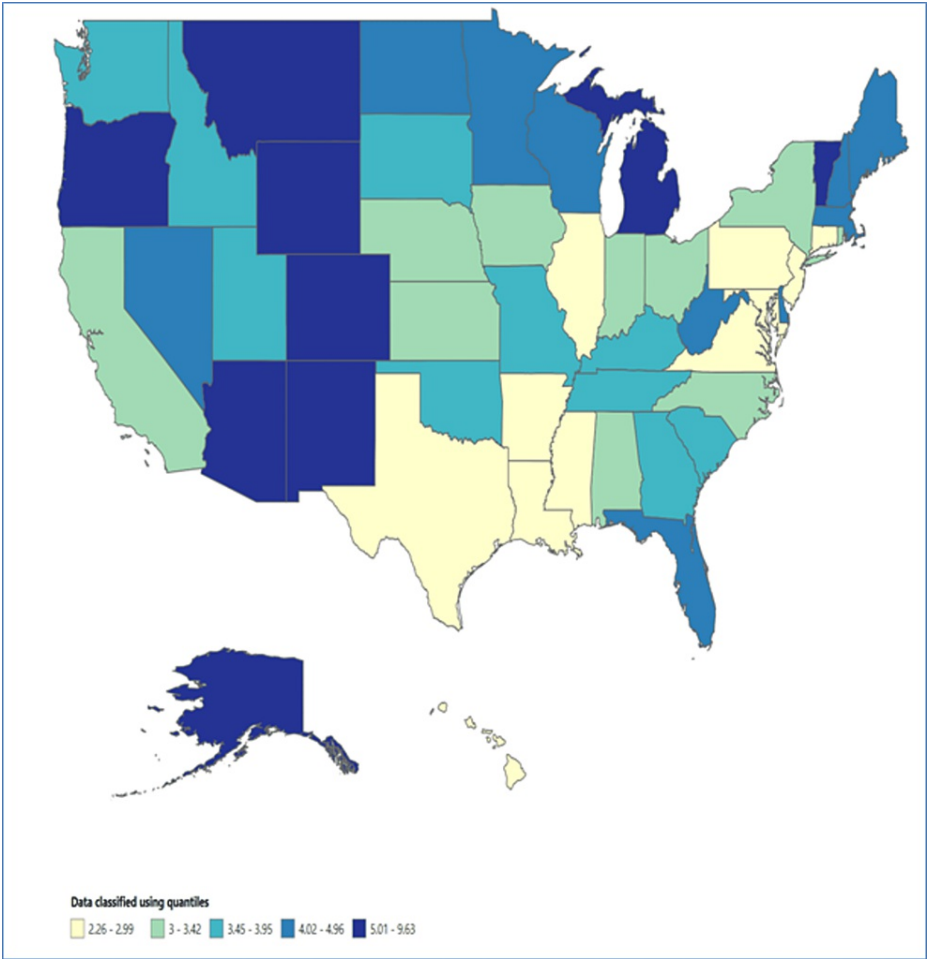 Data classified using quantiles
2.26 - 2.99 3 - 3.42 3.45 - 3.95 4.02 - 4.96 5.01 - 9.63